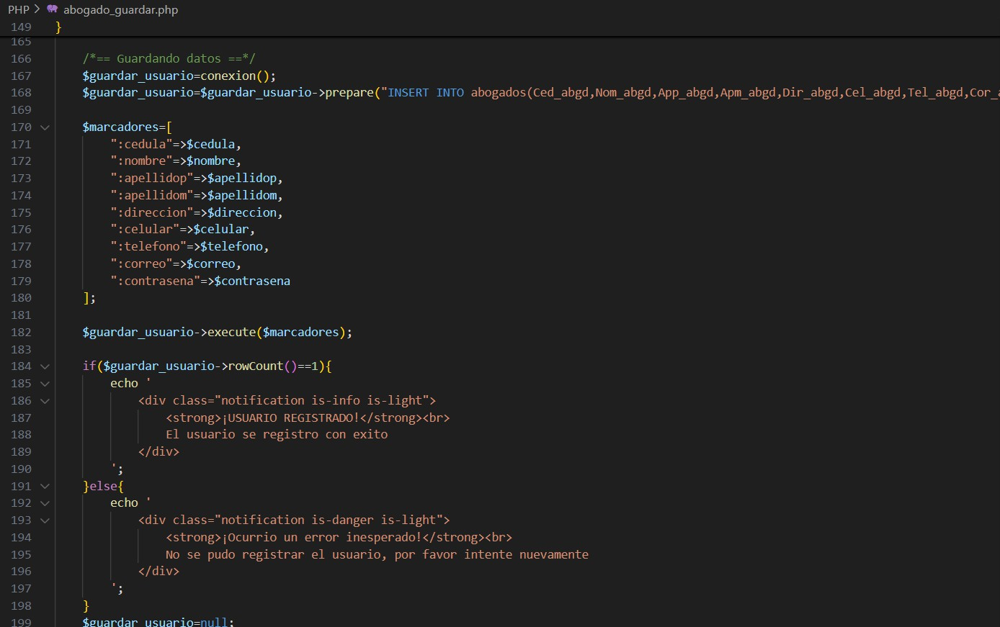 PHP > abogado_guardar.php
149 }
165
166 /*== Guardando datos ==*/
167 $guardar_usuario=conexion();
168 $guardar_usuario=$guardar_usuario->prepare("INSERT INTO abogados(Ced_abgd,Nom_abgd,App_abgd,Apm_abgd,Dir_abgd,Cel_abgd,Tel_abgd,Cor_
169
170 $marcadores=[
171 ":cedula"=>$cedula,
172 ":nombre"=>$nombre,
173 ":apellidop"=>$apellidop,
174 ":apellidom"=>$apellidom,
175 ":direccion"=>$direccion,
176 ":celular"=>$celular,
177 ":telefono"=>$telefono,
178 ":correo"=>$correo,
179 ":contrasena"=>$contrasena
180 ];
181
182 $guardar_usuario->execute($marcadores);
183
184 if($guardar_usuario->rowCount()==1){
185 echo '
186 <div class="notification is-info is-light">
187 <strong>¡USUARIO REGISTRADO!</strong><br>
188 El usuario se registro con exito
189 </div>
190 ';
191 }else{
192 echo '
193 <div class="notification is-danger is-light">
194 <strong>¡Ocurrio un error inesperado!</strong><br>
195 No se pudo registrar el usuario, por favor intente nuevamente
196 </div>
197 ';
198 }
199 $guardar_usuario=null;